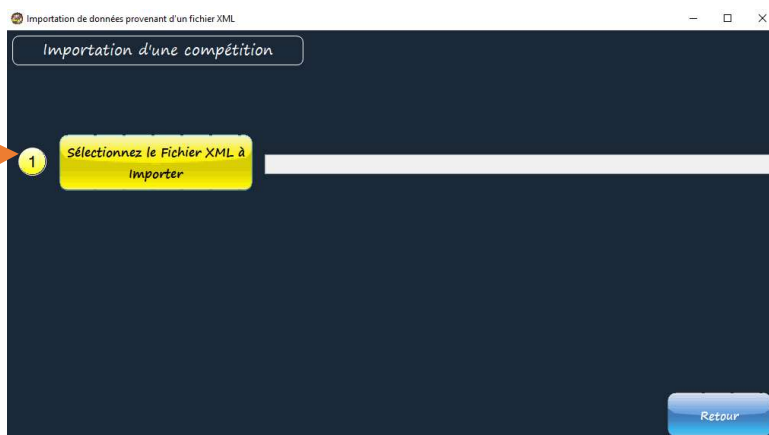 Importation de données provenant d'un fichier XML
Importation d'une compétition
1
Sélectionnez le Fichier XML à
Importer
Retour